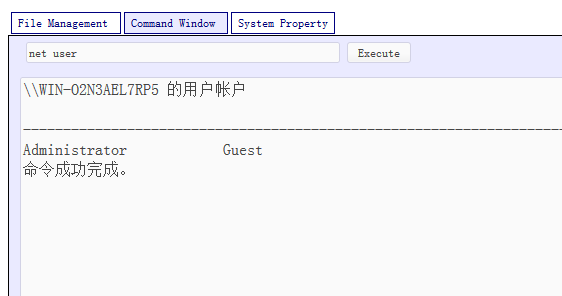 File Management
Command Window
System Property
net user
Execute
\\WIN-O2N3AEL7RP5 的用户帐户
-------------------------------------------------------------------
Administrator            Guest
命令成功完成。